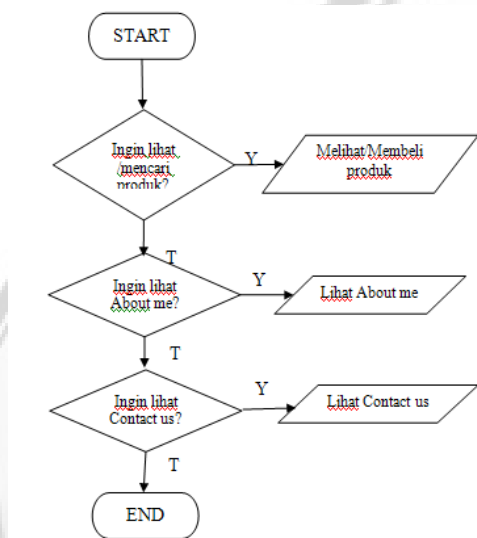 START
Ingin lihat
/mencari
produk?
Y
Melihat/Membeli
produk
T
Ingin lihat
About me?
Y
Lihat About me
T
Ingin lihat
Contact us?
Y
Lihat Contact us
T
END